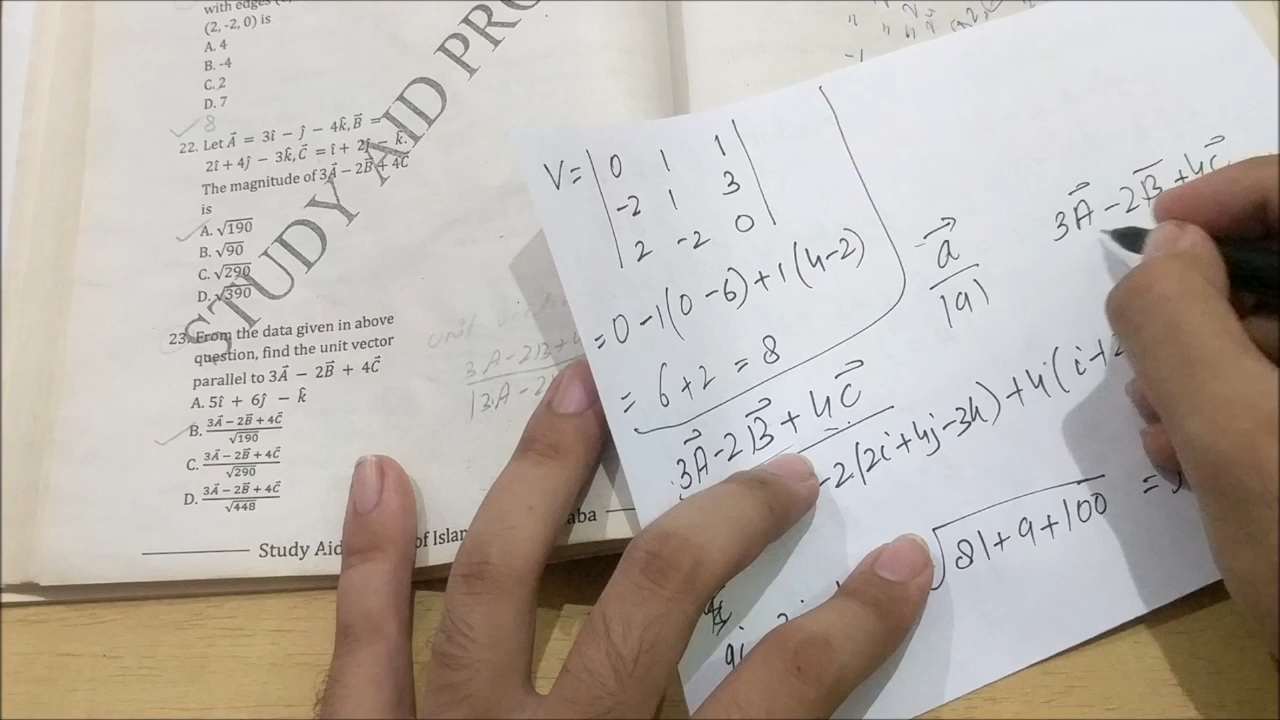 with edges
(2, -2, 0) is
A. 4
B. -4
C. 2
D. 7
8
22. Let A⃗ = 3î − ĵ − 4k̂, B⃗ =
2î + 4ĵ − 3k̂, C⃗ = î + 2ĵ − k̂.
The magnitude of 3A⃗ − 2B⃗ + 4C⃗
is
A. √190
B. √90
C. √290
D. √390
23. From the data given in above
question, find the unit vector
parallel to 3A⃗ − 2B⃗ + 4C⃗
A. 5î + 6ĵ − k̂
B. (3A⃗ − 2B⃗ + 4C⃗)/√190
C. (3A⃗ − 2B⃗ + 4C⃗)/√290
D. (3A⃗ − 2B⃗ + 4C⃗)/√448
Study Aid of Islam
STUDY AID PRO
V = | 0 1 1 |
| -2 1 3 |
| 2 -2 0 |
= 0 − 1(0 − 6) + 1(4 − 2)
= 6 + 2 = 8
3A⃗ − 2B⃗ + 4C⃗
−2(2i + 4j − 3k) + 4(i + 2
√81 + 9 + 100 =
a⃗
|a|
3A⃗ − 2B⃗ + 4C⃗